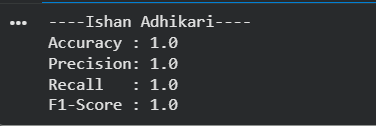 ----Ishan Adhikari----
Accuracy : 1.0
Precision: 1.0
Recall   : 1.0
F1-Score : 1.0